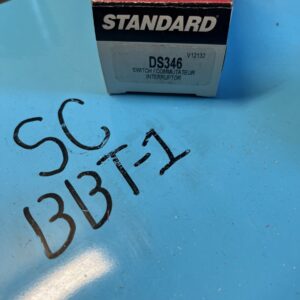 STANDARD
V12132
DS346
SWITCH / COMMUTATEUR
INTERRUPTOR
SC
BBT-1